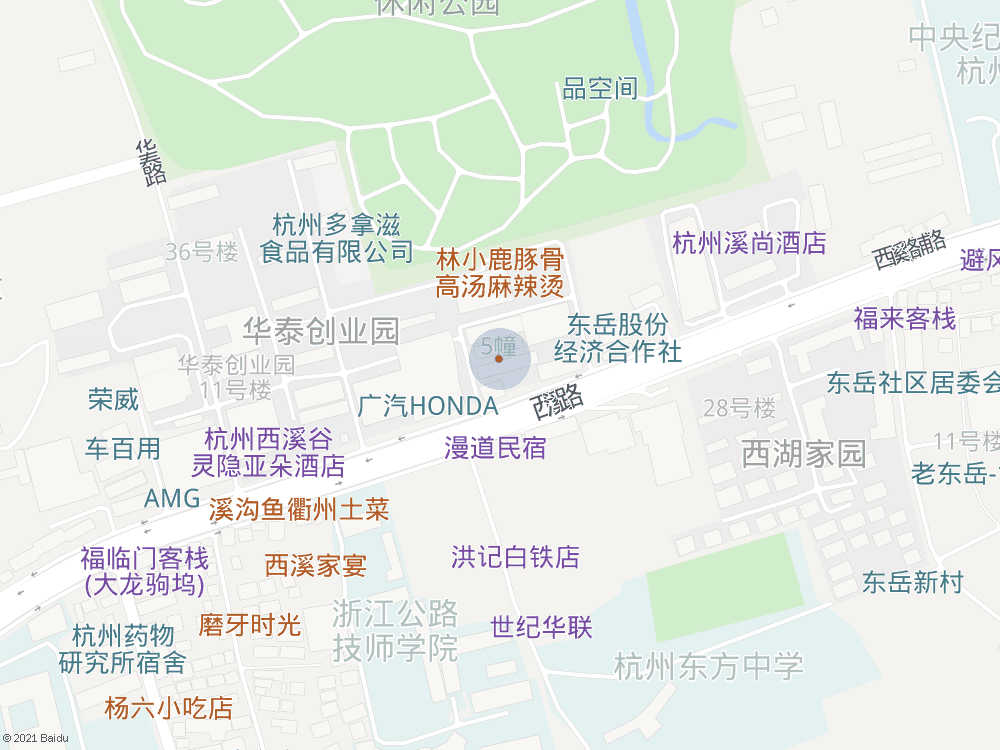 休闲公园
中央纪
杭州
品空间
华泰路
杭州多拿滋
食品有限公司
36号楼
林小鹿豚骨
高汤麻辣烫
杭州溪尚酒店
西溪路辅路
避风
华泰创业园
5幢
东岳股份
经济合作社
福来客栈
华泰创业园
11号楼
东岳社区居委会
荣威
广汽HONDA
西溪路
28号楼
车百用
杭州西溪谷
灵隐亚朵酒店
漫道民宿
西湖家园
11号楼
老东岳-
AMG
溪沟鱼衢州土菜
福临门客栈
(大龙驹坞)
西溪家宴
洪记白铁店
东岳新村
磨牙时光
浙江公路
技师学院
世纪华联
杭州药物
研究所宿舍
杭州东方中学
杨六小吃店
© 2021 Baidu